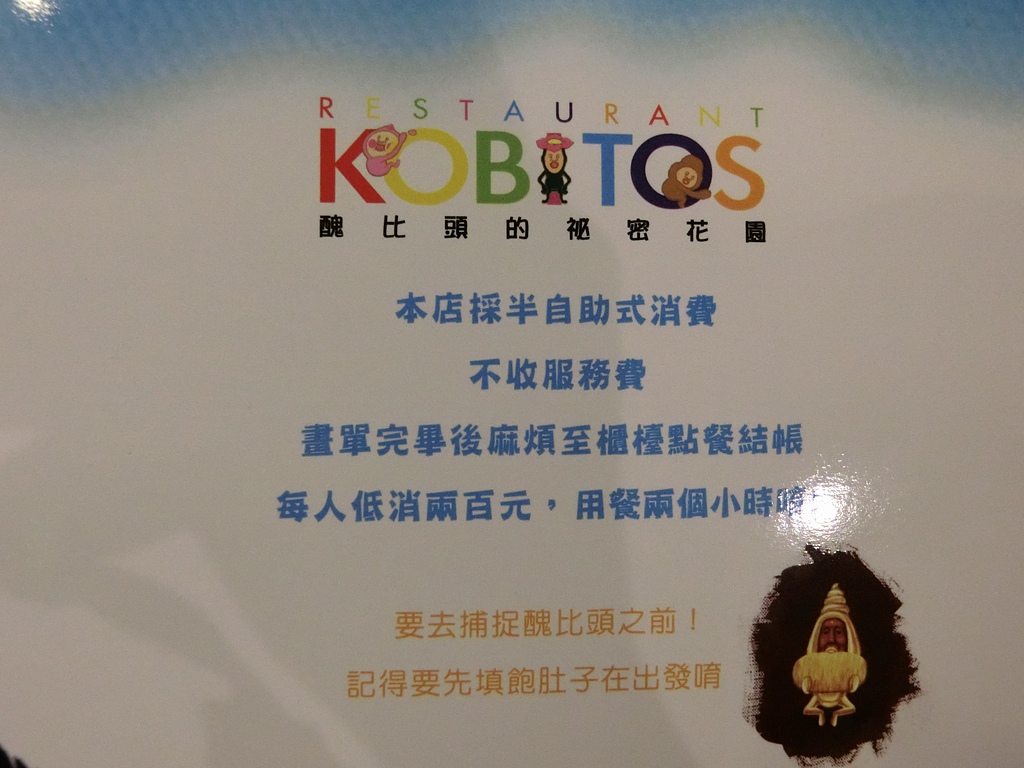 RESTAURANT
KOBITOS
醜比頭的祕密花園
本店採半自助式消費
不收服務費
畫單完畢後麻煩至櫃檯點餐結帳
每人低消兩百元，用餐兩個小時唷
要去捕捉醜比頭之前！
記得要先填飽肚子在出發唷